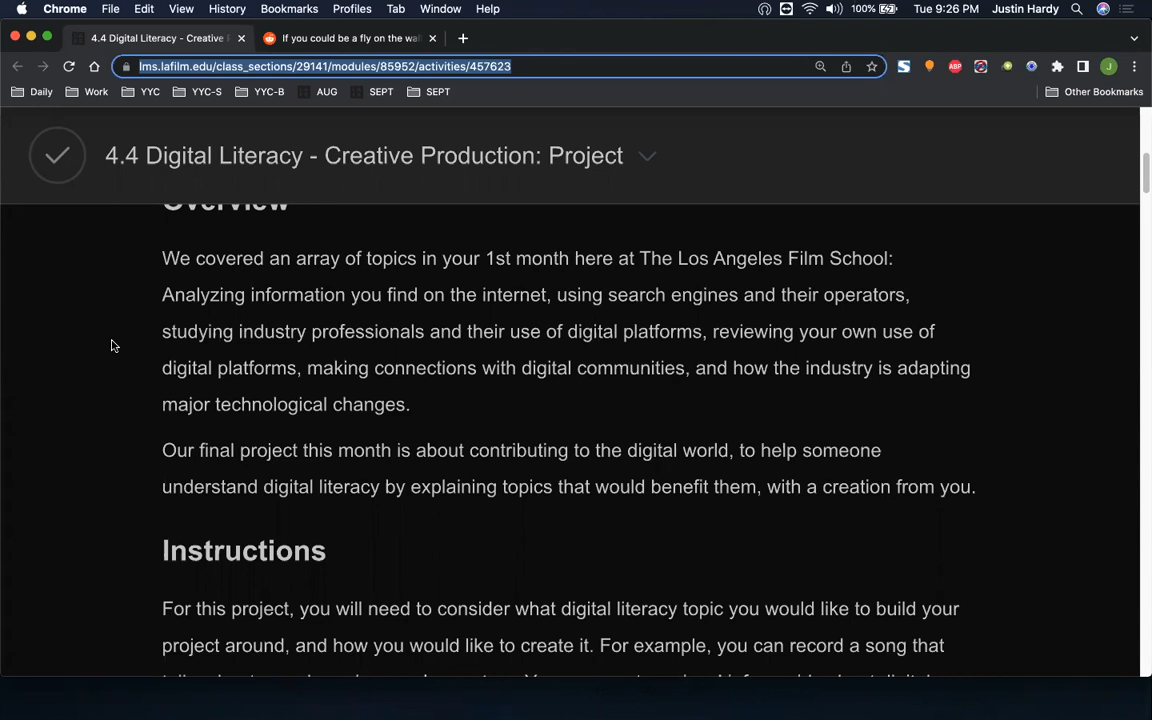 Chrome File Edit View History Bookmarks Profiles Tab Window Help 100% Tue 9:26 PM Justin Hardy
4.4 Digital Literacy - Creative If you could be a fly on the wa
lms.lafilm.edu/class_sections/29141/modules/85952/activities/457623 S ABP J
Daily Work YYC YYC-S YYC-B AUG SEPT SEPT Other Bookmarks
4.4 Digital Literacy - Creative Production: Project
Overview
We covered an array of topics in your 1st month here at The Los Angeles Film School:
Analyzing information you find on the internet, using search engines and their operators,
studying industry professionals and their use of digital platforms, reviewing your own use of
digital platforms, making connections with digital communities, and how the industry is adapting
major technological changes.
Our final project this month is about contributing to the digital world, to help someone
understand digital literacy by explaining topics that would benefit them, with a creation from you.
Instructions
For this project, you will need to consider what digital literacy topic you would like to build your
project around, and how you would like to create it. For example, you can record a song that